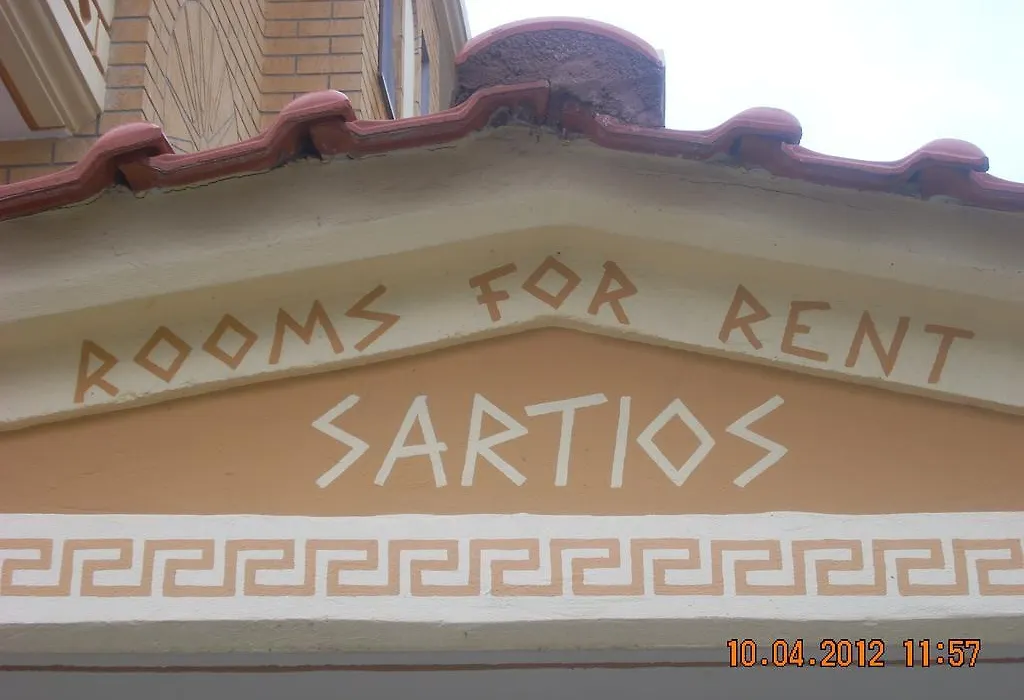 ROOMS FOR RENT
SARTIOS
10.04.2012 11:57